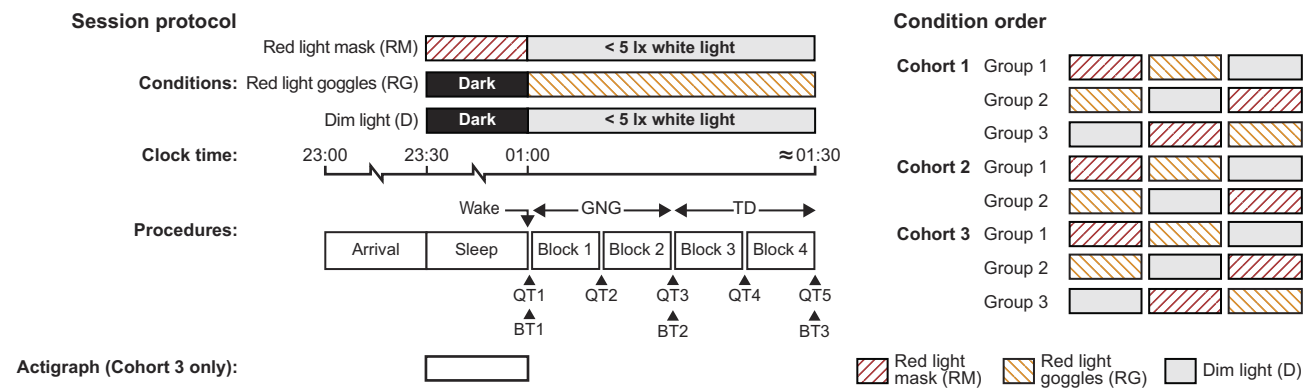 Session protocol
Red light mask (RM)
< 5 lx white light
Conditions: Red light goggles (RG)
Dark
Dim light (D)
Dark
< 5 lx white light
Clock time:
23:00
23:30
01:00
≈ 01:30
Wake
GNG
TD
Procedures:
Arrival
Sleep
Block 1
Block 2
Block 3
Block 4
QT1
QT2
QT3
QT4
QT5
BT1
BT2
BT3
Actigraph (Cohort 3 only):
Condition order
Cohort 1 Group 1
Group 2
Group 3
Cohort 2 Group 1
Group 2
Cohort 3 Group 1
Group 2
Group 3
Red light
mask (RM)
Red light
goggles (RG)
Dim light (D)